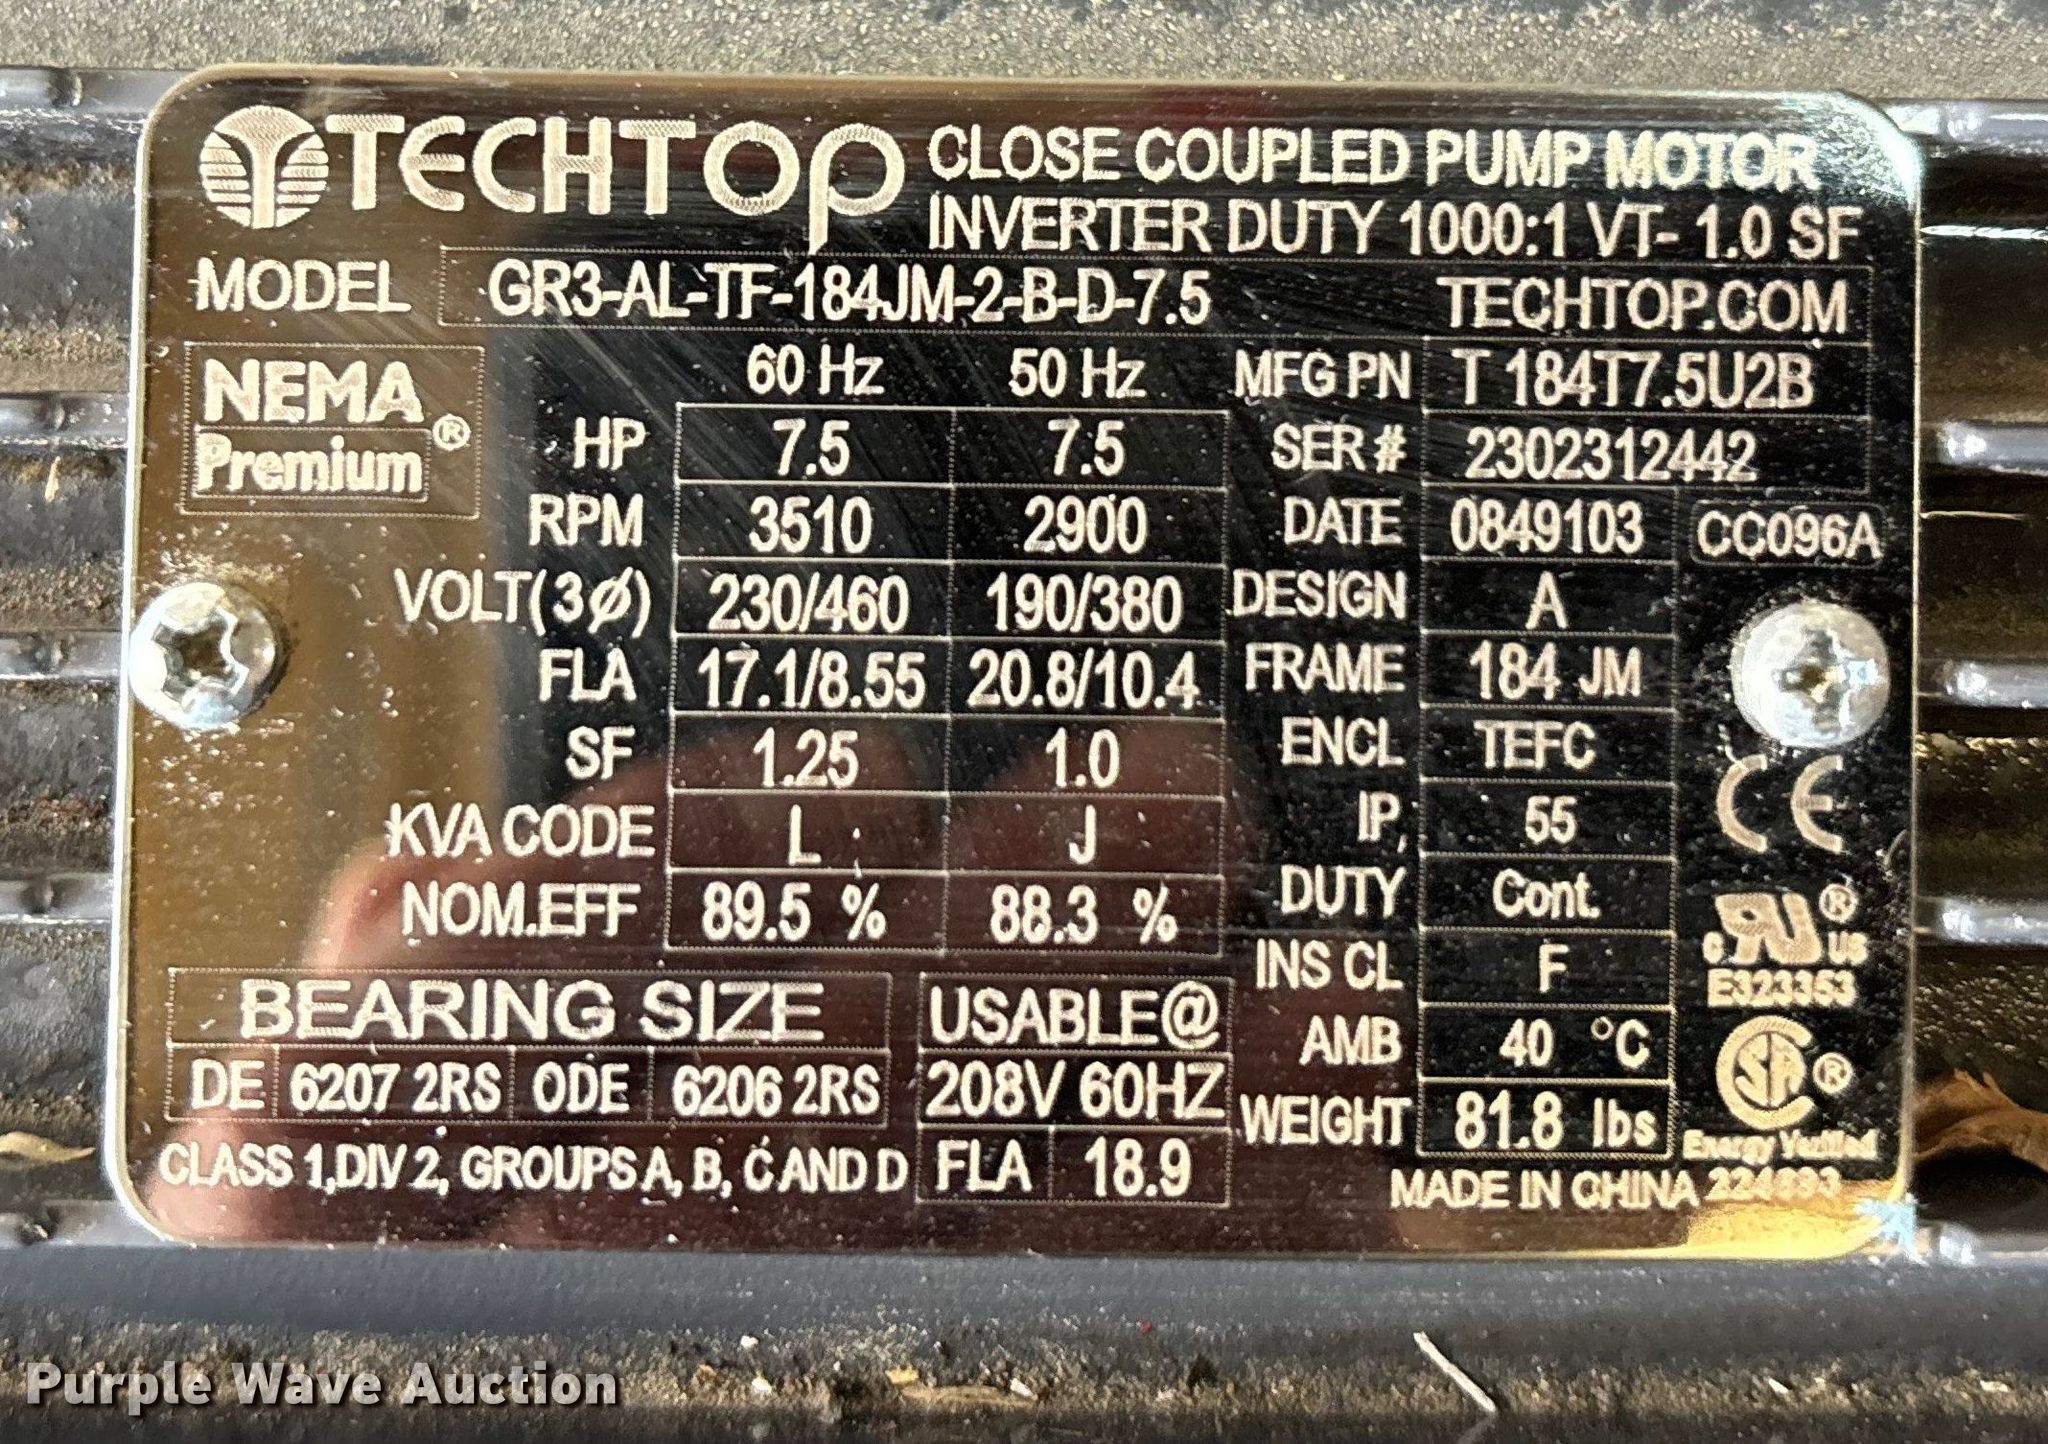 TECHTOP CLOSE COUPLED PUMP MOTOR
INVERTER DUTY 1000:1 VT- 1.0 SF
MODEL GR3-AL-TF-184JM-2-B-D-7.5 TECHTOP.COM
NEMA
Premium®
60 Hz 50 Hz
HP 7.5 7.5
RPM 3510 2900
VOLT(3Ø) 230/460 190/380
FLA 17.1/8.55 20.8/10.4
SF 1.25 1.0
KVA CODE L J
NOM.EFF 89.5 % 88.3 %
MFG PN T 184T7.5U2B
SER # 2302312442
DATE 0849103 CC096A
DESIGN A
FRAME 184 JM
ENCL TEFC
IP 55
DUTY Cont.
INS CL F
AMB 40 °C
WEIGHT 81.8 lbs
CE
c RU® US
E323353
SA®
Energy Verified
MADE IN CHINA
BEARING SIZE
DE 6207 2RS ODE 6206 2RS
CLASS 1,DIV 2, GROUPS A, B, C AND D
USABLE@
208V 60HZ
FLA 18.9
Purple Wave Auction